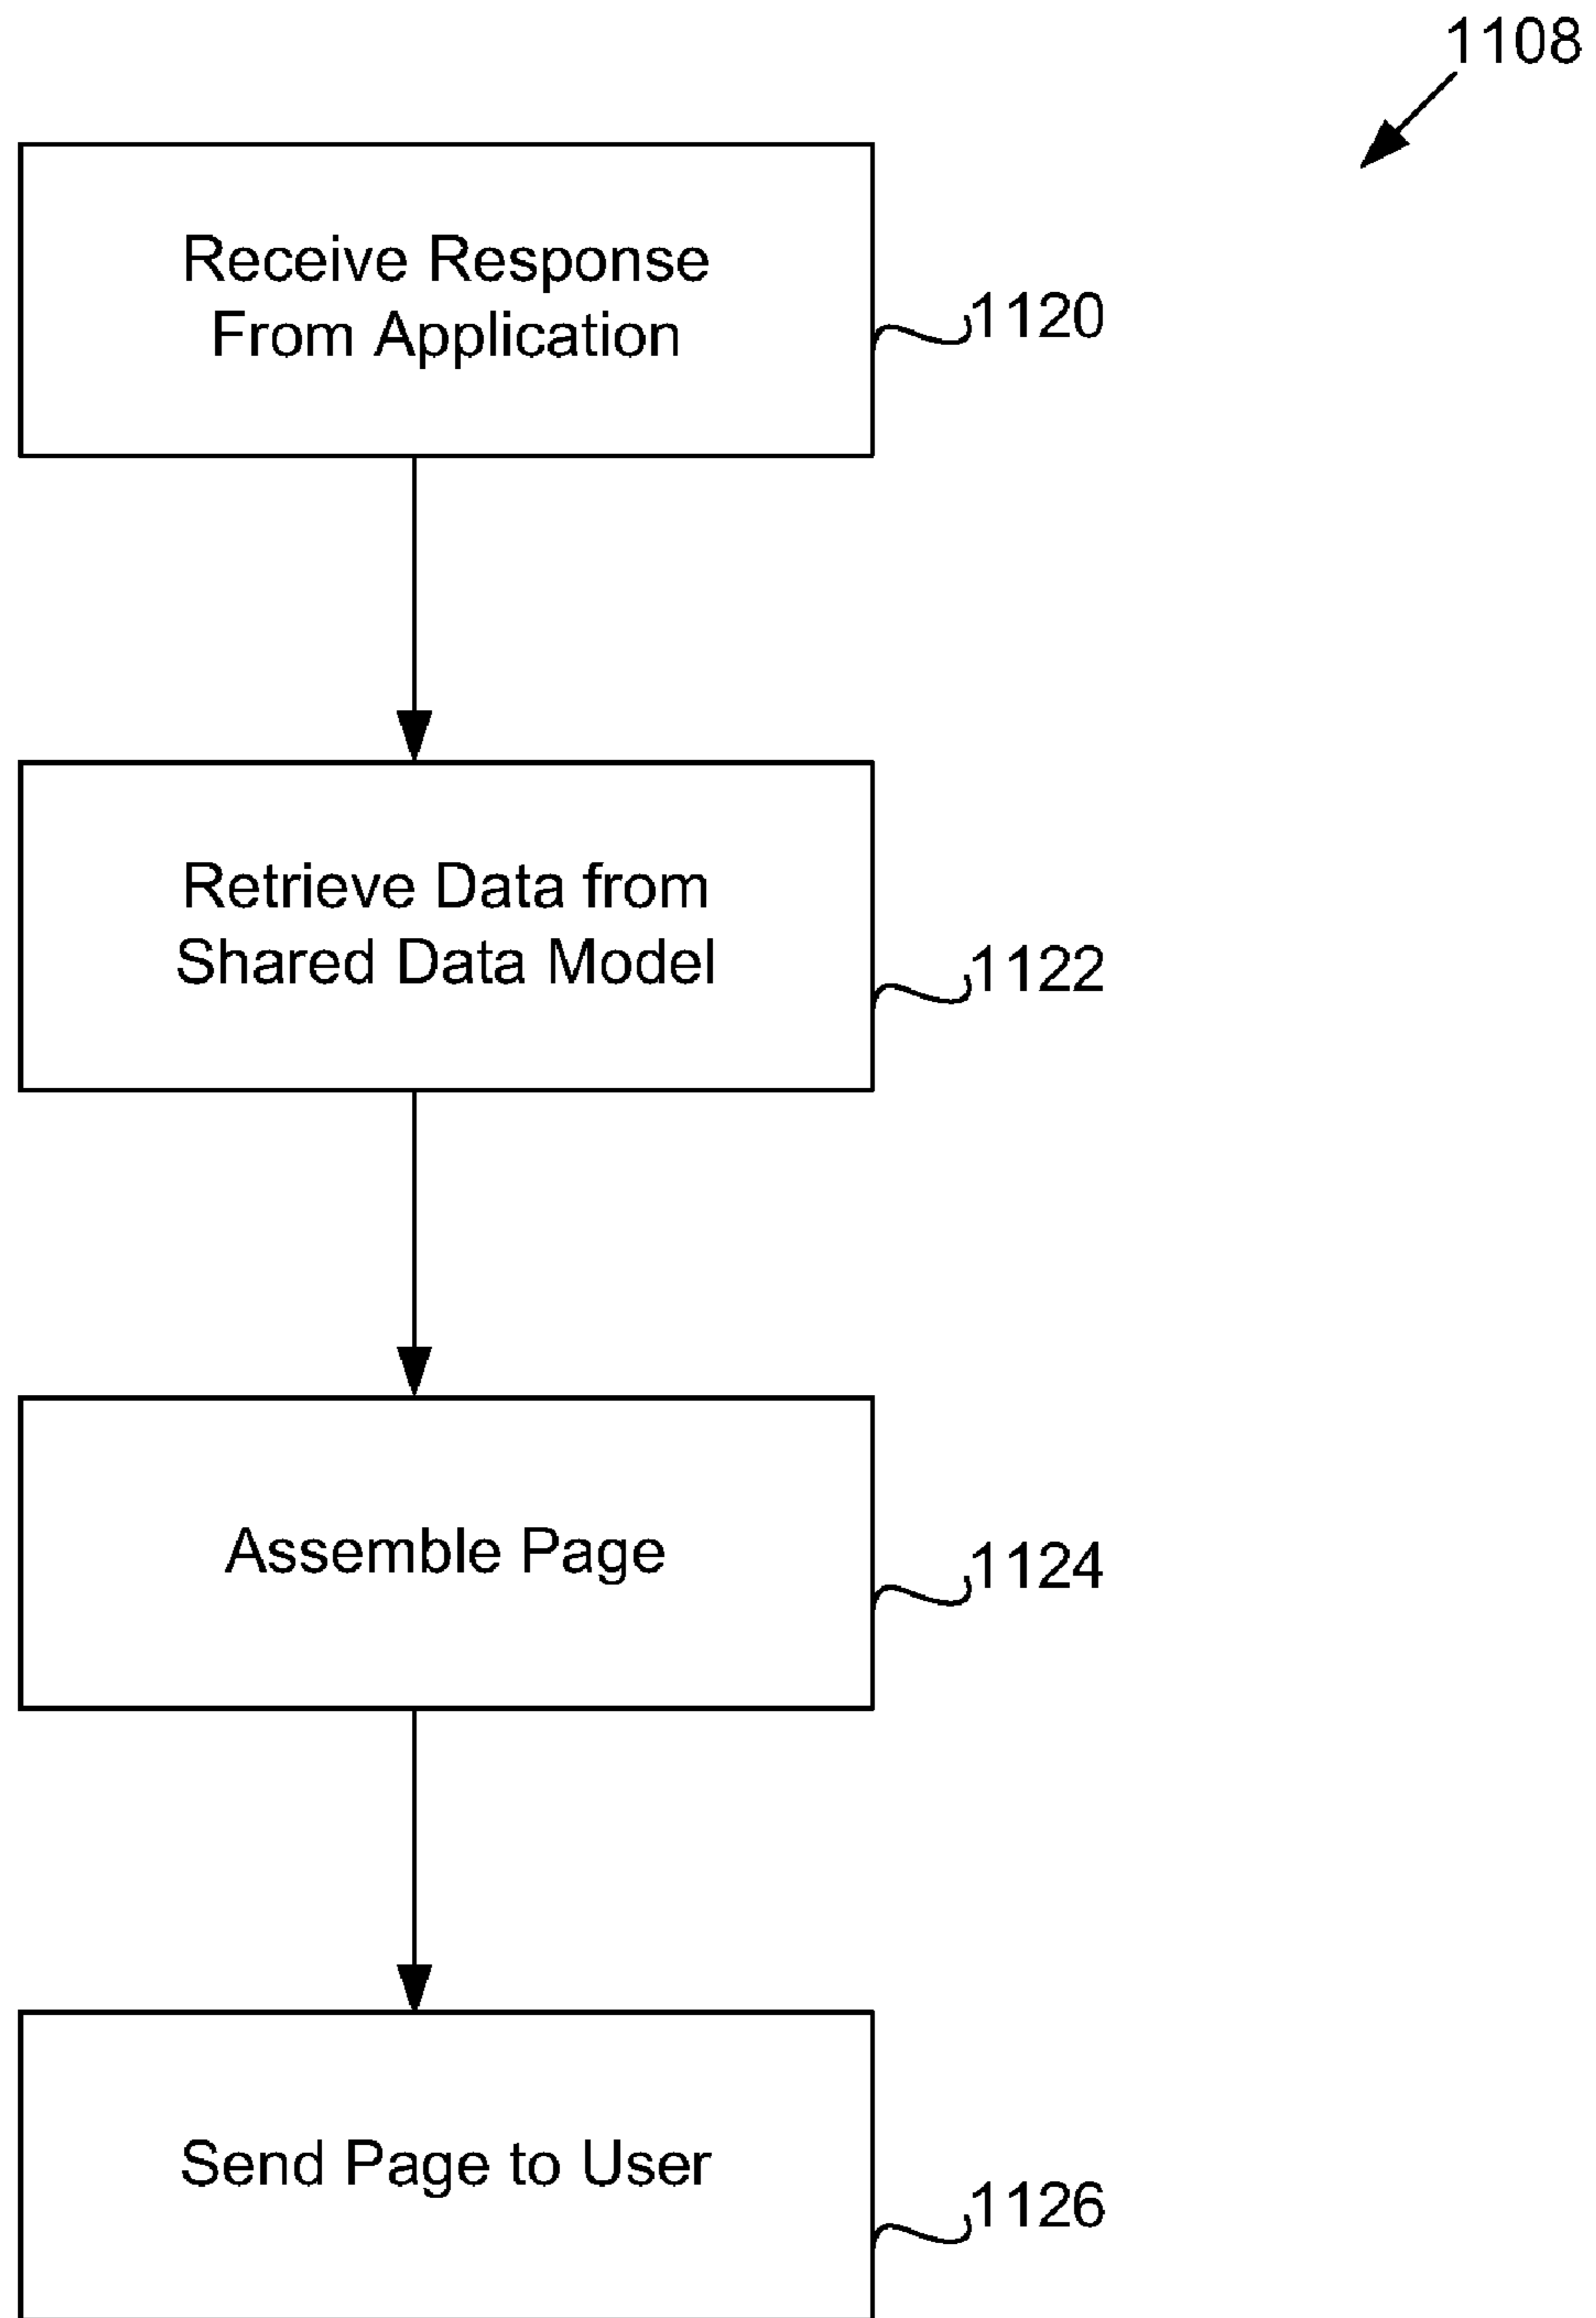 1108
Receive Response
From Application
1120
Retrieve Data from
Shared Data Model
1122
Assemble Page
1124
Send Page to User
1126